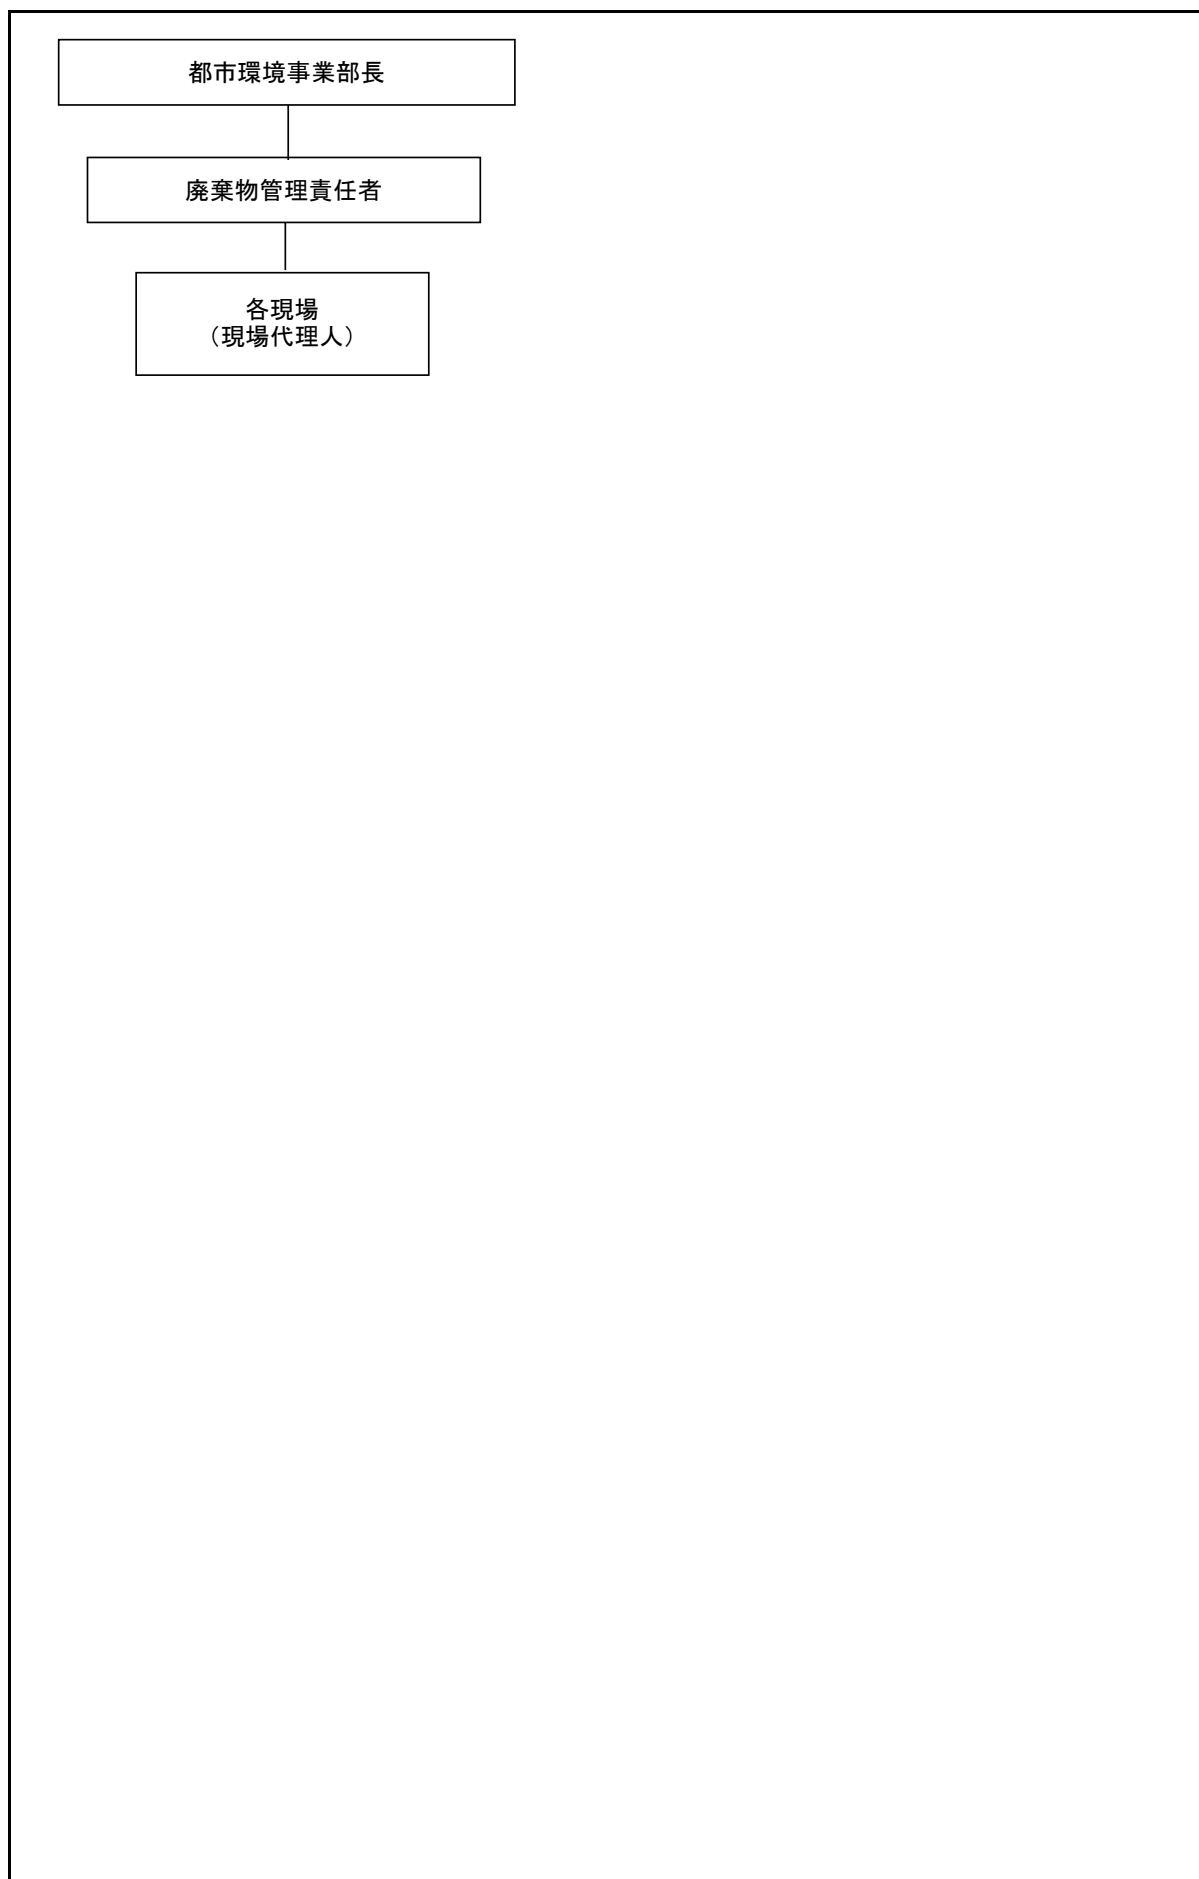 都市環境事業部長
廃棄物管理責任者
各現場
（現場代理人）